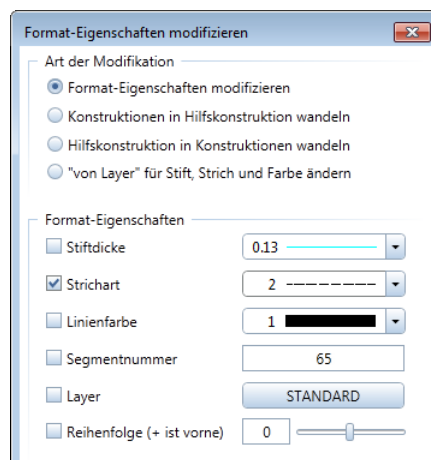 Format-Eigenschaften modifizieren
Art der Modifikation
Format-Eigenschaften modifizieren
Konstruktionen in Hilfskonstruktion wandeln
Hilfskonstruktion in Konstruktionen wandeln
"von Layer" für Stift, Strich und Farbe ändern
Format-Eigenschaften
Stiftdicke 0.13
Strichart 2
Linienfarbe 1
Segmentnummer 65
Layer STANDARD
Reihenfolge (+ ist vorne) 0